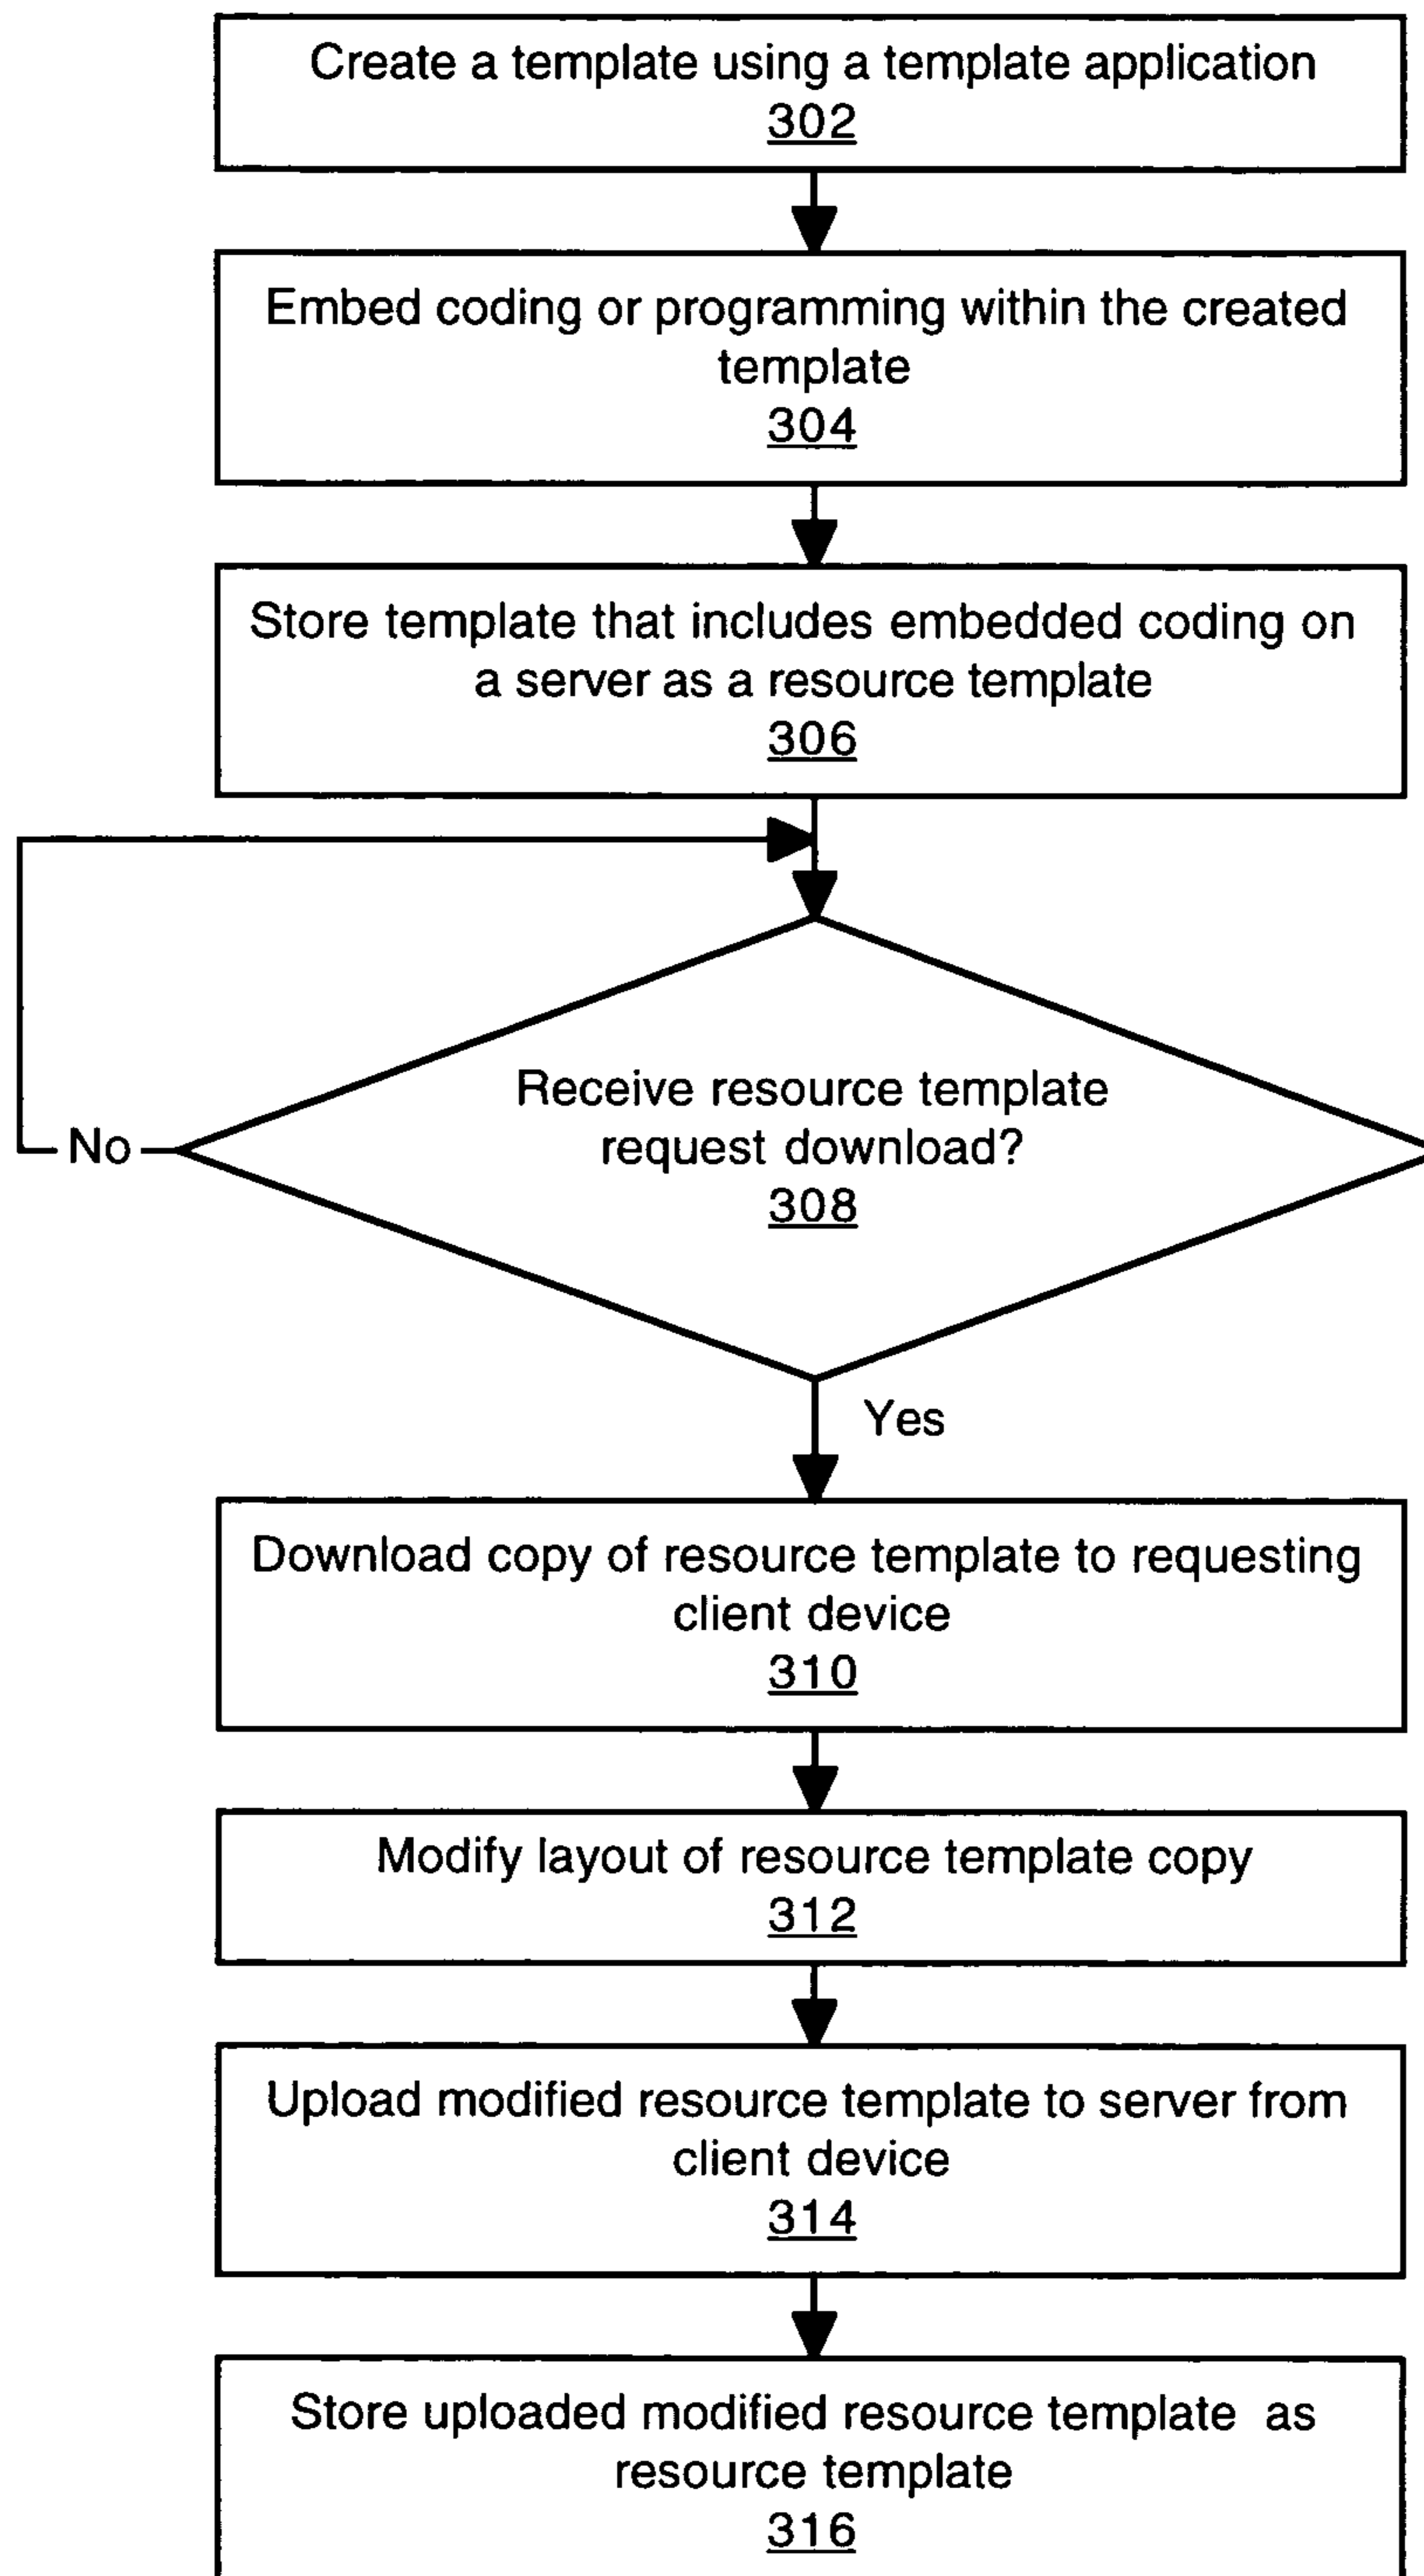 Create a template using a template application
302
Embed coding or programming within the created
template
304
Store template that includes embedded coding on
a server as a resource template
306
Receive resource template
request download?
308
No
Yes
Download copy of resource template to requesting
client device
310
Modify layout of resource template copy
312
Upload modified resource template to server from
client device
314
Store uploaded modified resource template as
resource template
316